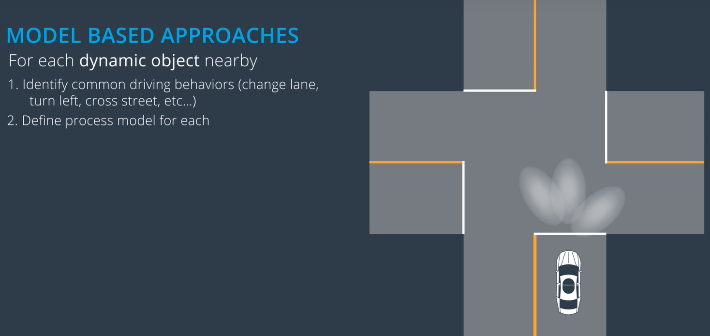 MODEL BASED APPROACHES
For each dynamic object nearby
1. Identify common driving behaviors (change lane,
turn left, cross street, etc...)
2. Define process model for each